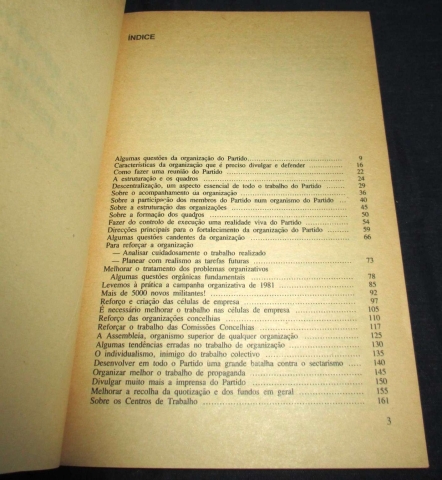 ÍNDICE
Algumas questões da organização do Partido ........ 9
Características da organização que é preciso divulgar e defender ........ 16
Como fazer uma reunião do Partido ........ 22
A estruturação e os quadros ........ 24
Descentralização, um aspecto essencial de todo o trabalho do Partido ........ 29
Sobre o acompanhamento da organização ........ 36
Sobre a participação dos membros do Partido num organismo do Partido ........ 40
Sobre a estruturação das organizações ........ 45
Sobre a formação dos quadros ........ 50
Fazer do controlo de execução uma realidade viva do Partido ........ 54
Direcções principais para o fortalecimento da organização do Partido ........ 59
Algumas questões candentes da organização ........ 66
Para reforçar a organização
— Analisar cuidadosamente o trabalho realizado
— Planear com realismo as tarefas futuras ........ 73
Melhorar o tratamento dos problemas organizativos
Algumas questões orgânicas fundamentais ........ 78
Levemos à prática a campanha organizativa de 1981 ........ 85
Mais de 5000 novos militantes! ........ 92
Reforço e criação das células de empresa ........ 97
É necessário melhorar o trabalho nas células de empresa ........ 105
Reforço das organizações concelhias ........ 110
Reforçar o trabalho das Comissões Concelhias ........ 117
A Assembleia, organismo superior de qualquer organização ........ 125
Algumas tendências erradas no trabalho de organização ........ 130
O individualismo, inimigo do trabalho colectivo ........ 135
Desenvolver em todo o Partido uma grande batalha contra o sectarismo ........ 140
Organizar melhor o trabalho de propaganda ........ 145
Divulgar muito mais a imprensa do Partido ........ 150
Melhorar a recolha da quotização e dos fundos em geral ........ 155
Sobre os Centros de Trabalho ........ 161
3